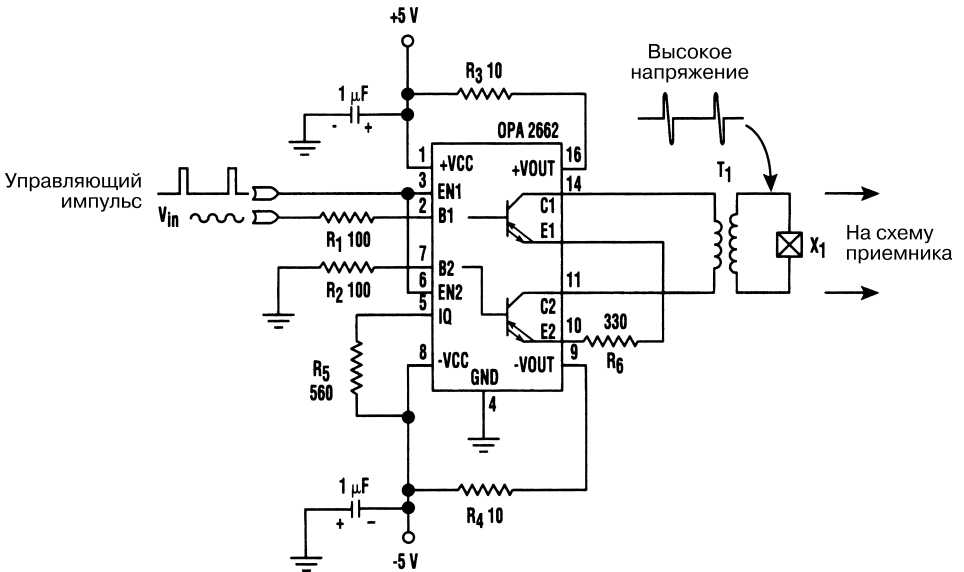 +5 V
Высокое
напряжение
R3 10
1 µF
- +
OPA 2662
1
+VCC
+VOUT
16
T1
Управляющий
импульс
3
EN1
14
C1
Vin
2
B1
R1 100
E1
X1
На схему
приемника
7
B2
R2 100
6
EN2
11
C2
5
IQ
E2
10
330
R6
R5
560
8
-VCC
-VOUT
9
GND
4
1 µF
+ -
R4 10
-5 V